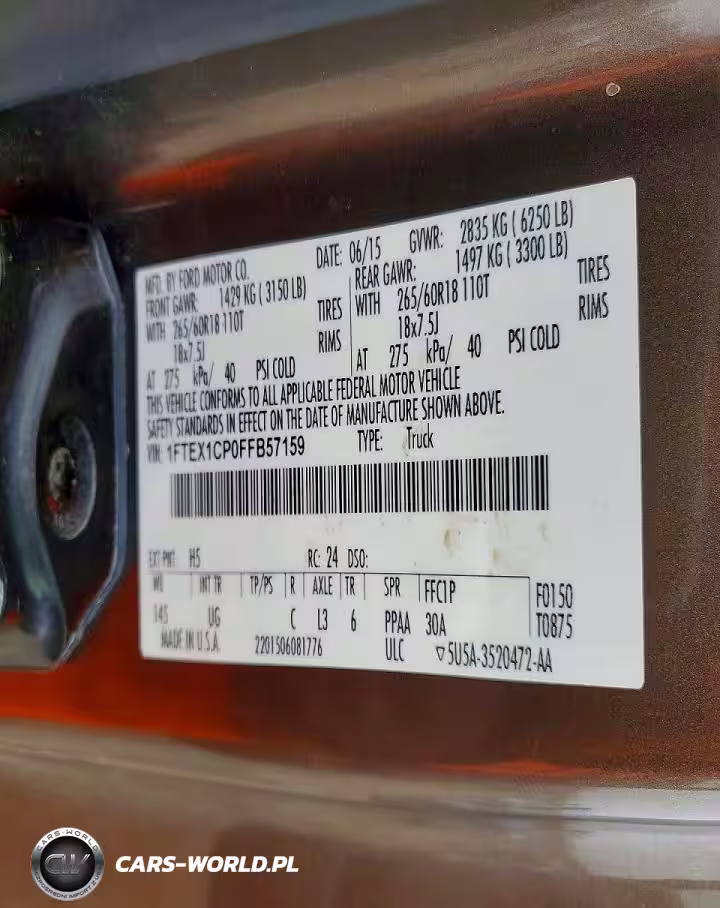 MFD. BY FORD MOTOR CO.
DATE: 06/15 GVWR: 2835 KG ( 6250 LB)
FRONT GAWR: 1429 KG ( 3150 LB)
REAR GAWR: 1497 KG ( 3300 LB)
WITH 265/60R18 110T TIRES
WITH 265/60R18 110T TIRES
18x7.5J RIMS
18x7.5J RIMS
AT 275 kPa/ 40 PSI COLD
AT 275 kPa/ 40 PSI COLD
THIS VEHICLE CONFORMS TO ALL APPLICABLE FEDERAL MOTOR VEHICLE
SAFETY STANDARDS IN EFFECT ON THE DATE OF MANUFACTURE SHOWN ABOVE.
VIN: 1FTEX1CP0FFB57159 TYPE: Truck
EXT PNT: H5 RC: 24 DSO:
WB INT TR TP/PS R AXLE TR SPR FFC1P F0150
145 UG C L3 6 PPAA 30A T0875
MADE IN U.S.A. 2201506081776 ULC ▽5U5A-3520472-AA
CARS-WORLD
CW
CARS-WORLD.PL